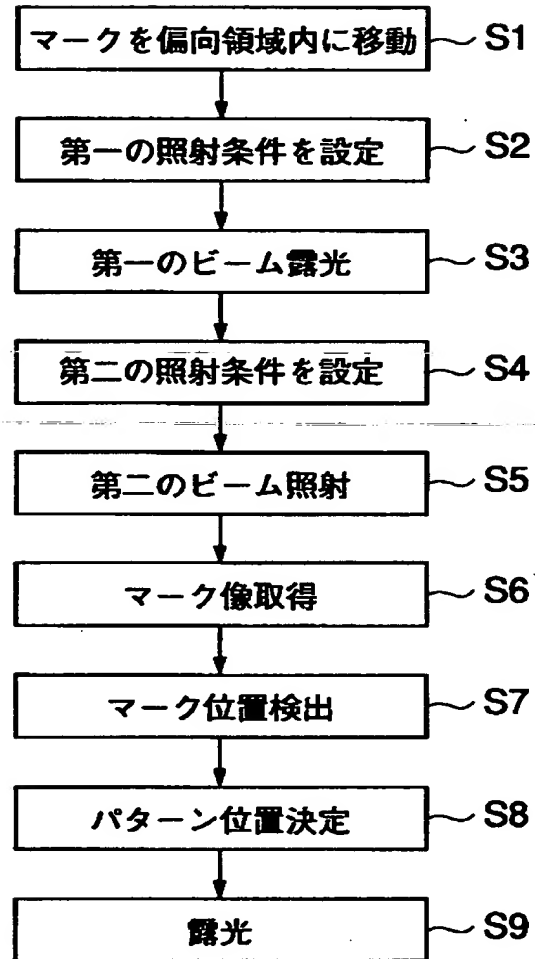 マークを偏向領域内に移動 S1
第一の照射条件を設定 S2
第一のビーム露光 S3
第二の照射条件を設定 S4
第二のビーム照射 S5
マーク像取得 S6
マーク位置検出 S7
パターン位置決定 S8
露光 S9